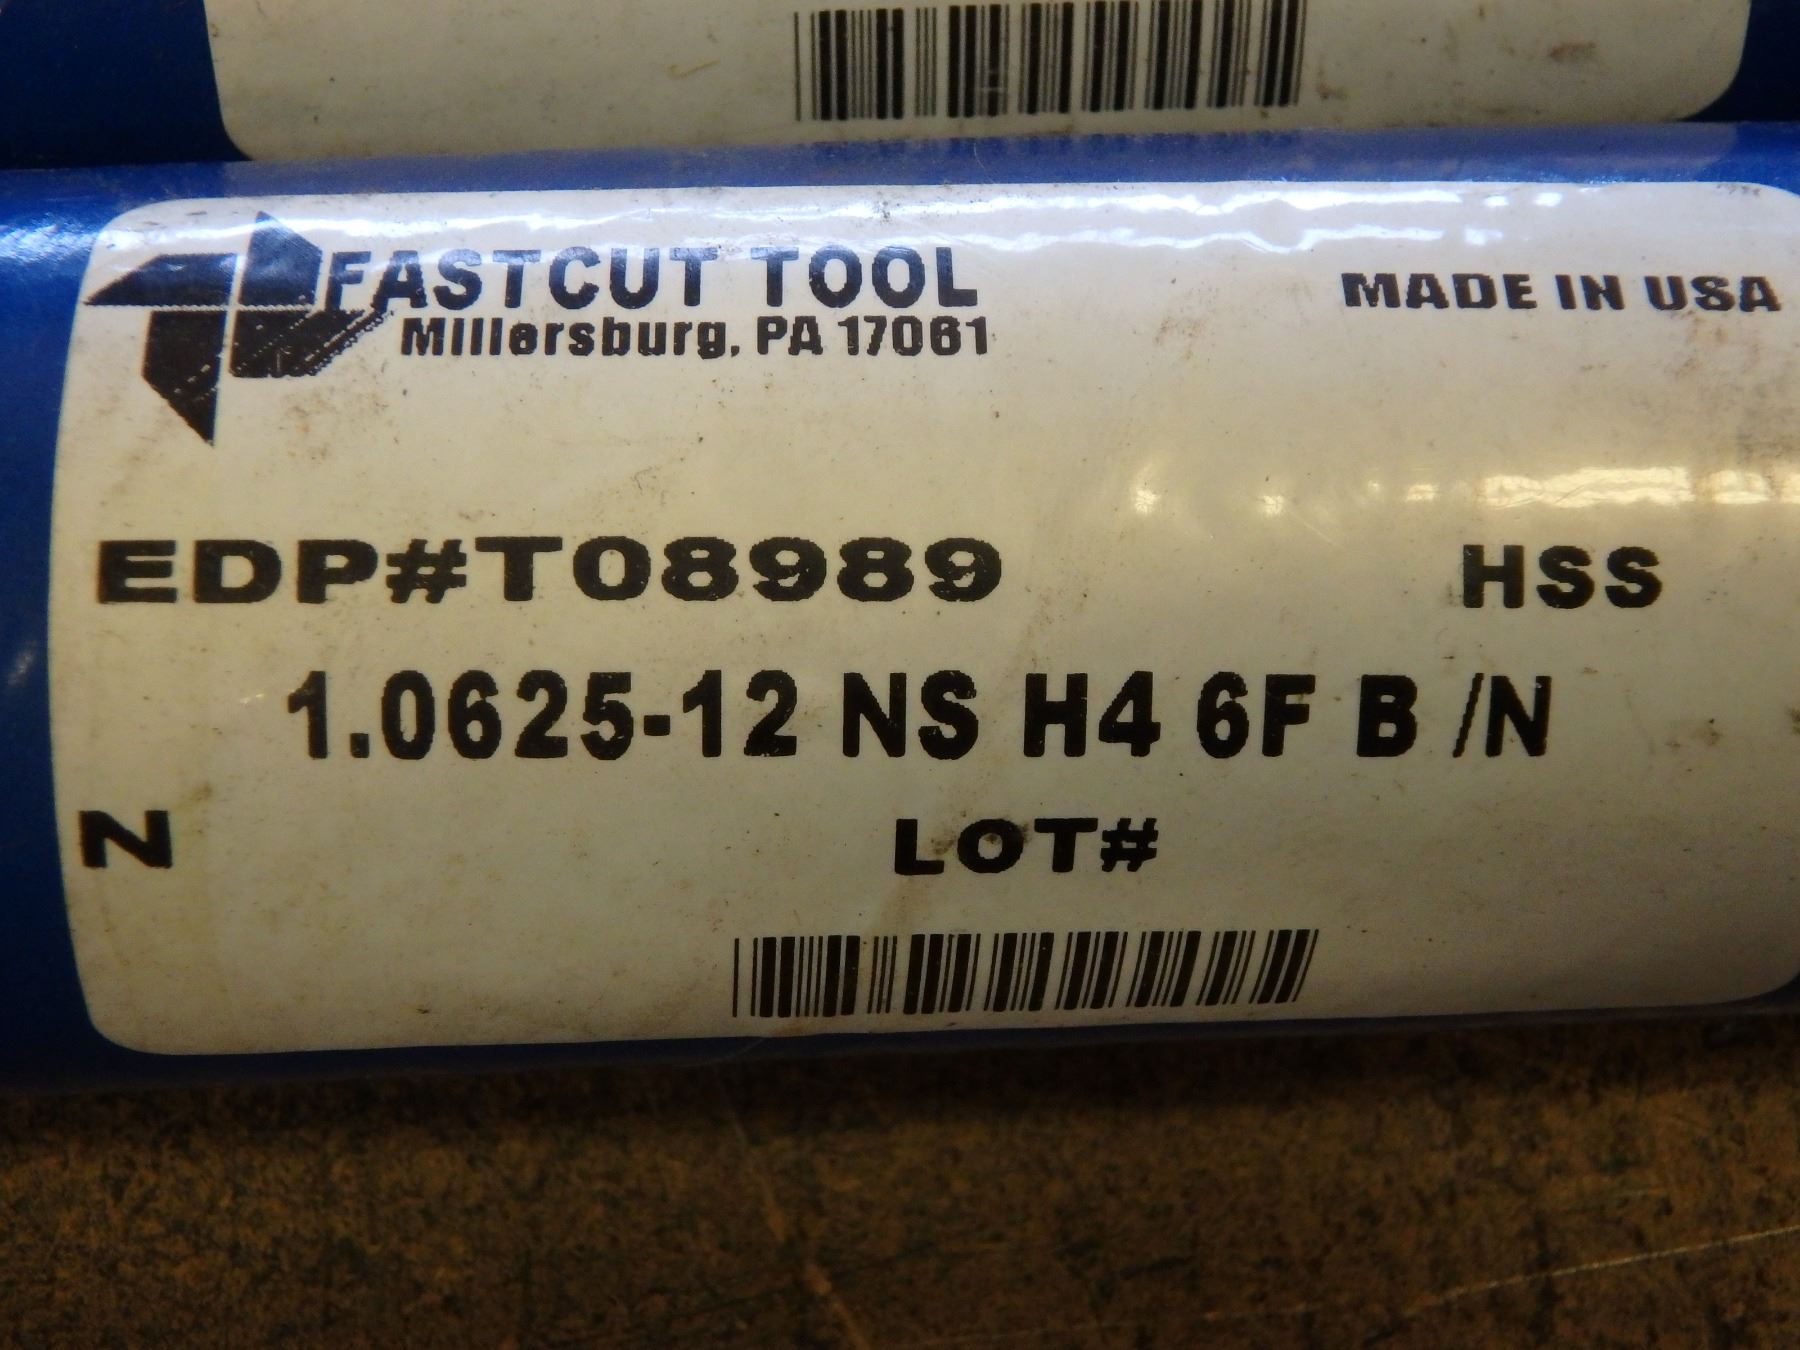 FASTCUT TOOL
Millersburg, PA 17061
MADE IN USA
EDP#T08989
HSS
1.0625-12 NS H4 6F B /N
N
LOT#